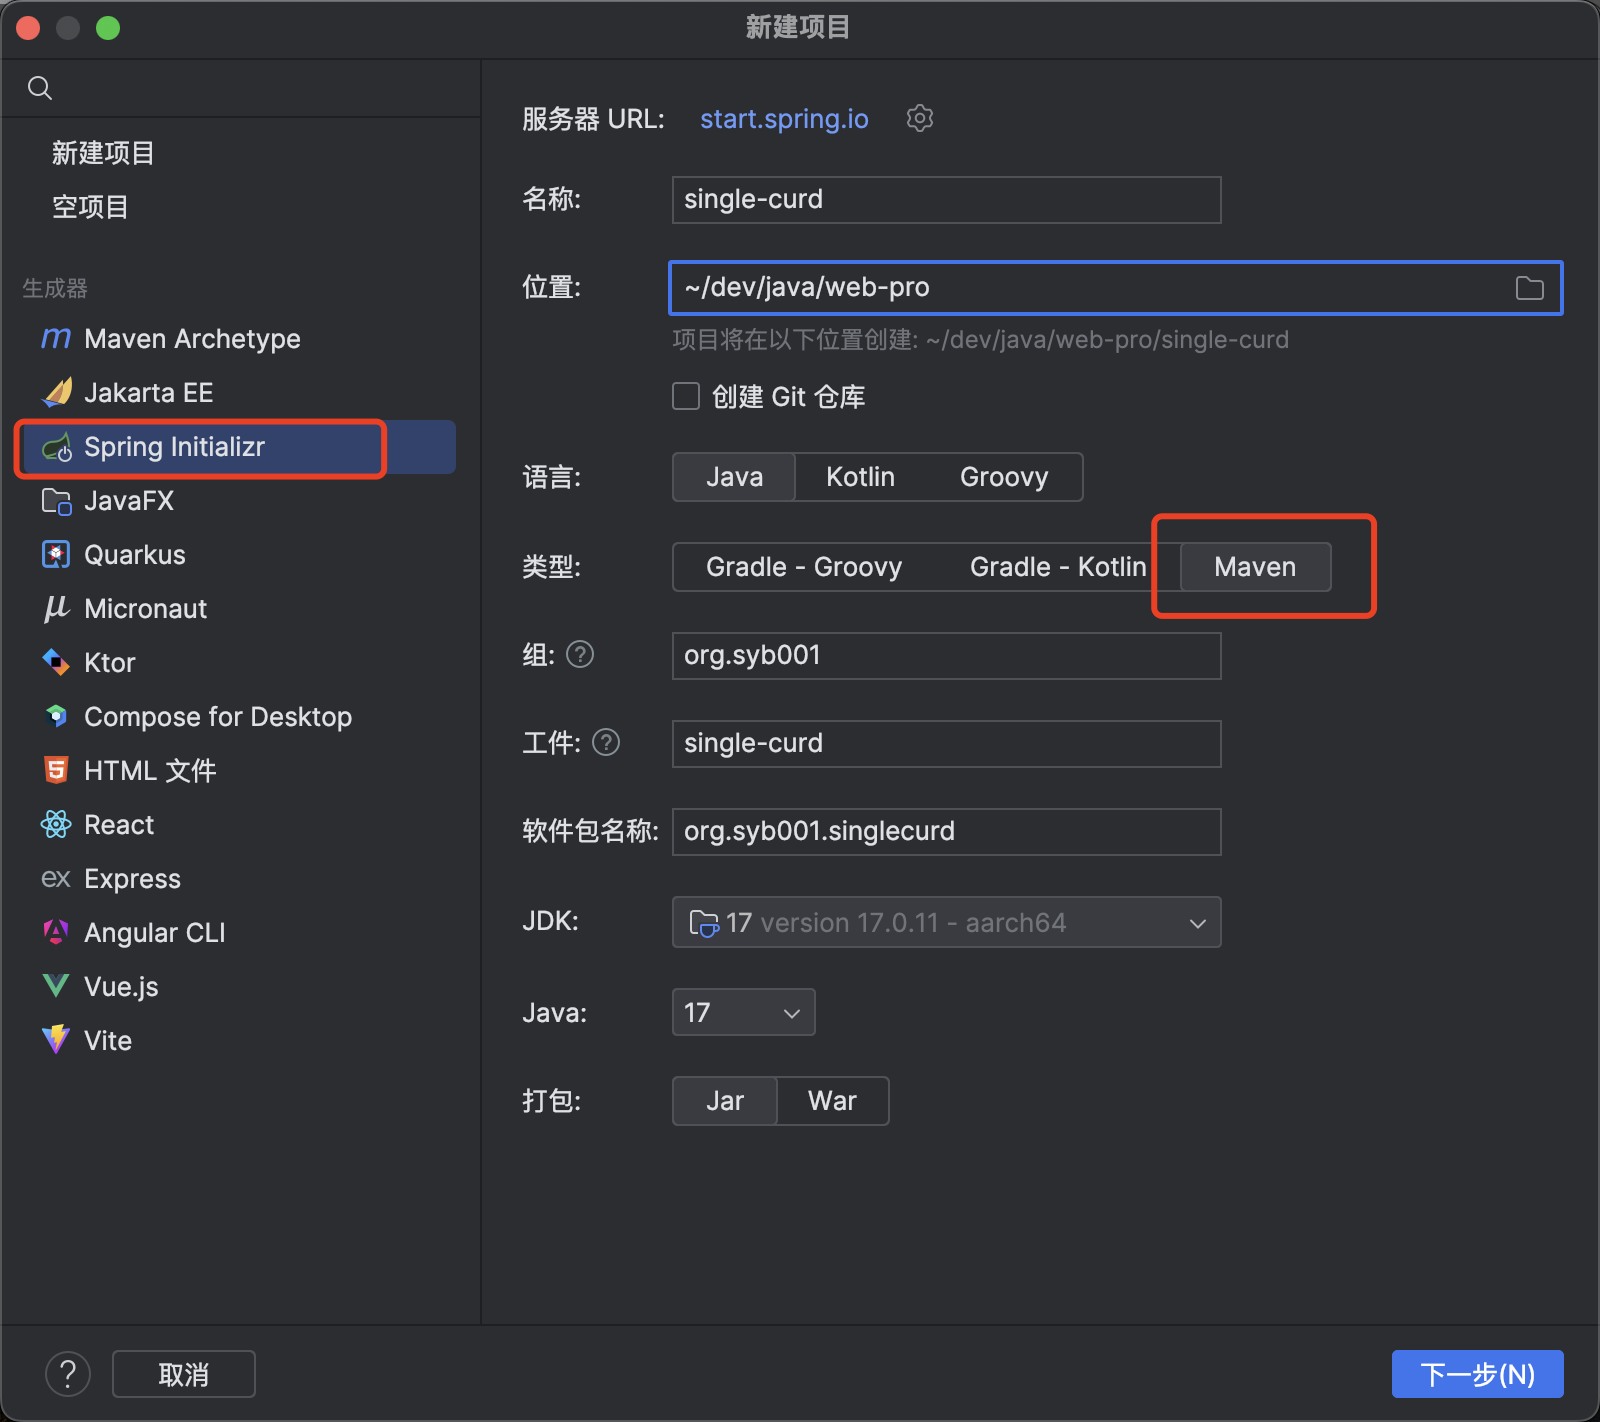 新建项目
新建项目
空项目
生成器
Maven Archetype
Jakarta EE
Spring Initializr
JavaFX
Quarkus
Micronaut
Ktor
Compose for Desktop
HTML 文件
React
ex Express
Angular CLI
Vue.js
Vite
服务器 URL: start.spring.io
名称: single-curd
位置: ~/dev/java/web-pro
项目将在以下位置创建: ~/dev/java/web-pro/single-curd
创建 Git 仓库
语言: Java Kotlin Groovy
类型: Gradle - Groovy Gradle - Kotlin Maven
组: ? org.syb001
工件: ? single-curd
软件包名称: org.syb001.singlecurd
JDK: 17 version 17.0.11 - aarch64
Java: 17
打包: Jar War
? 取消 下一步(N)